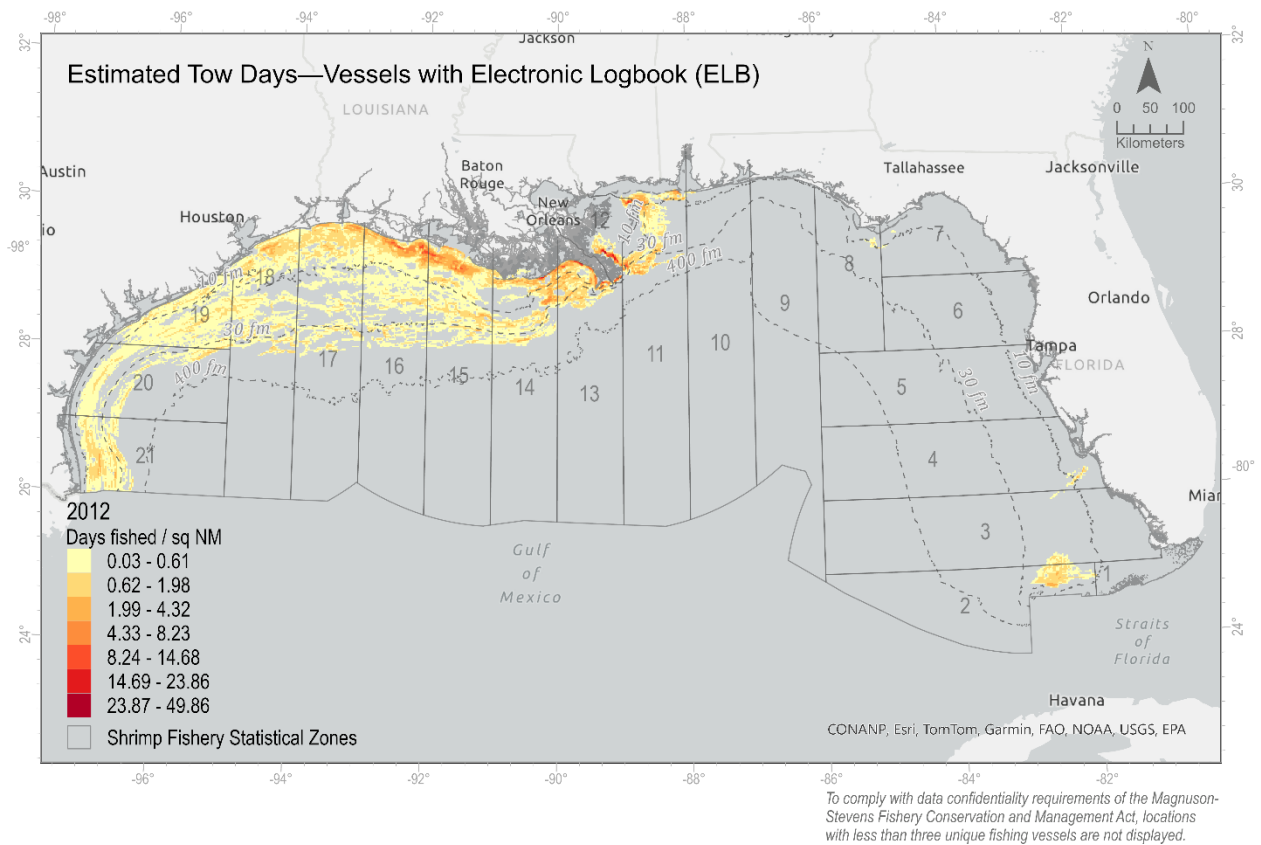 -98° -96° -94° -92° -90° -88° -86° -84° -82° -80°
32° 32°
Jackson
Estimated Tow Days—Vessels with Electronic Logbook (ELB)
N
0 50 100
Kilometers
LOUISIANA
Austin
Baton
Rouge
Tallahassee
Jacksonville
30° 30°
New
Orleans
Houston
io
-98°
12
10 fm
30 fm
400 fm
7
8
10 fm
18
19
30 fm
400 fm
9
6
Orlando
28° 28°
Tampa
FLORIDA
17 16 15 14 13 11 10
20
5
10 fm
30 fm
21
4
-80°
26°
Miar
3
2012
Days fished / sq NM
0.03 - 0.61
0.62 - 1.98
1.99 - 4.32
4.33 - 8.23
8.24 - 14.68
14.69 - 23.86
23.87 - 49.86
Shrimp Fishery Statistical Zones
Gulf
of
Mexico
1
2
24° 24°
Straits
of
Florida
Havana
CONANP, Esri, TomTom, Garmin, FAO, NOAA, USGS, EPA
-96° -94° -92° -90° -88° -86° -84° -82°
To comply with data confidentiality requirements of the Magnuson-
Stevens Fishery Conservation and Management Act, locations
with less than three unique fishing vessels are not displayed.